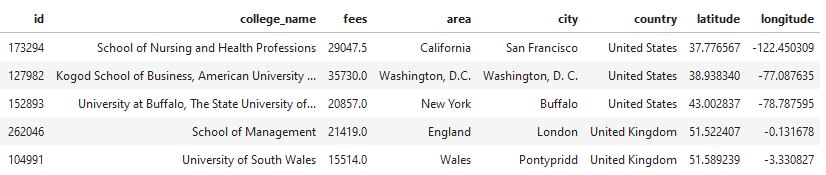 id college_name fees area city country latitude longitude
173294 School of Nursing and Health Professions 29047.5 California San Francisco United States 37.776567 -122.450309
127982 Kogod School of Business, American University ... 35730.0 Washington, D.C. Washington, D. C. United States 38.938340 -77.087635
152893 University at Buffalo, The State University of... 20857.0 New York Buffalo United States 43.002837 -78.787595
262046 School of Management 21419.0 England London United Kingdom 51.522407 -0.131678
104991 University of South Wales 15514.0 Wales Pontypridd United Kingdom 51.589239 -3.330827